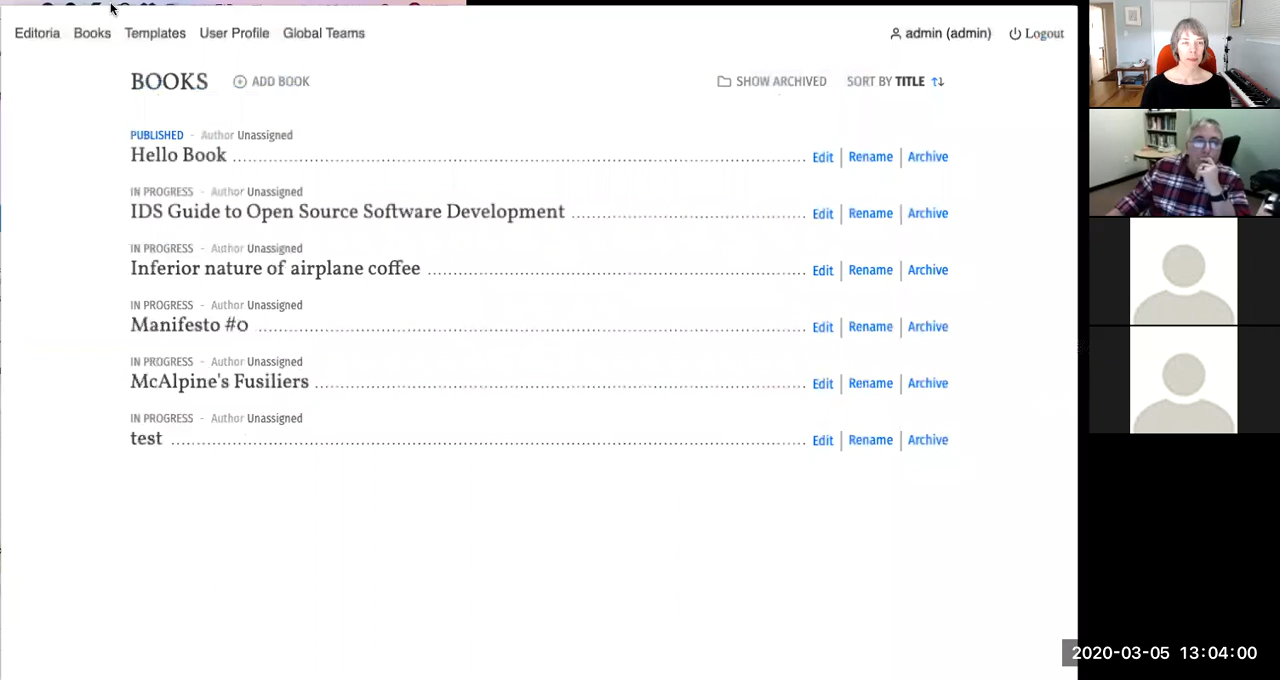 Editoria Books Templates User Profile Global Teams admin (admin) Logout
BOOKS ADD BOOK SHOW ARCHIVED SORT BY TITLE
PUBLISHED - Author Unassigned
Hello Book Edit Rename Archive
IN PROGRESS - Author Unassigned
IDS Guide to Open Source Software Development Edit Rename Archive
IN PROGRESS - Author Unassigned
Inferior nature of airplane coffee Edit Rename Archive
IN PROGRESS - Author Unassigned
Manifesto #0 Edit Rename Archive
IN PROGRESS - Author Unassigned
McAlpine's Fusiliers Edit Rename Archive
IN PROGRESS - Author Unassigned
test Edit Rename Archive
2020-03-05 13:04:00